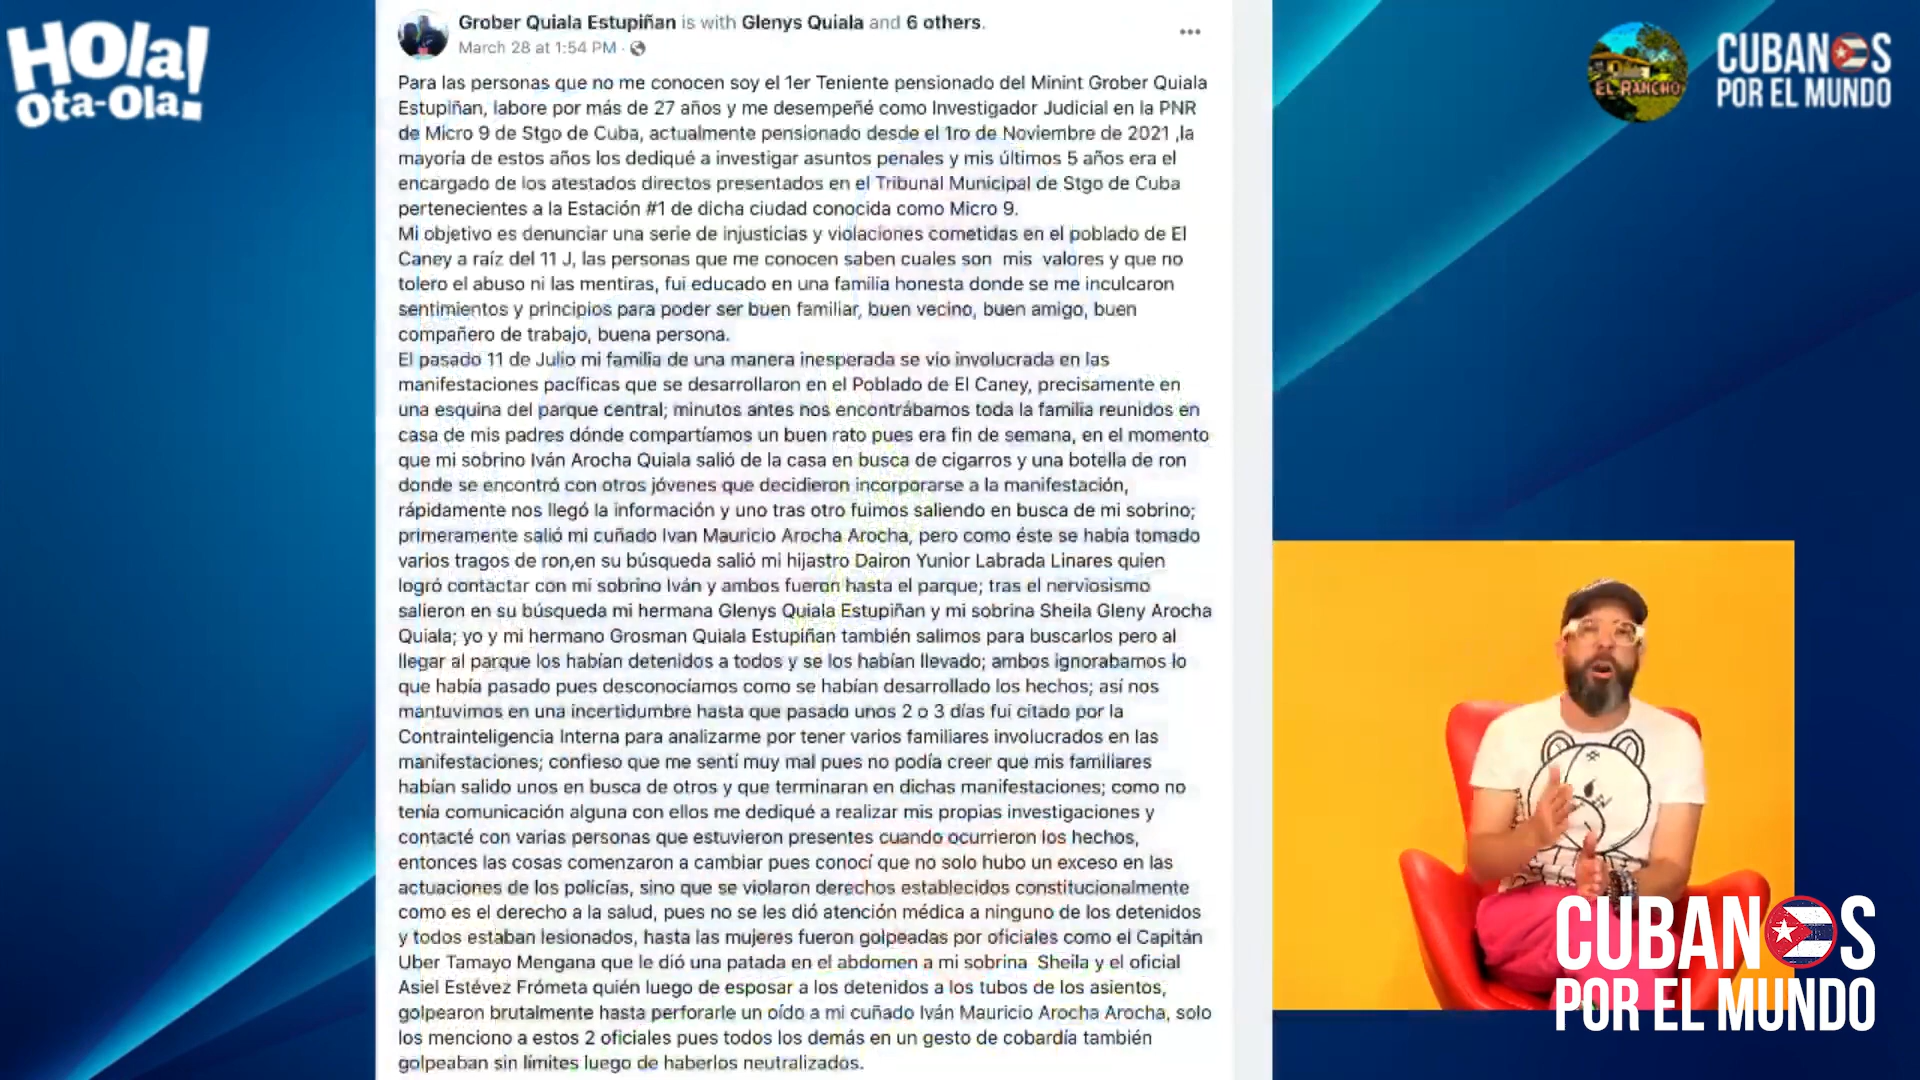 Hola!
Ota-Ola!
Grober Quiala Estupiñan is with Glenys Quiala and 6 others.
March 28 at 1:54 PM ·
Para las personas que no me conocen soy el 1er Teniente pensionado del Minint Grober Quiala
Estupiñan, labore por más de 27 años y me desempeñé como Investigador Judicial en la PNR
de Micro 9 de Stgo de Cuba, actualmente pensionado desde el 1ro de Noviembre de 2021 ,la
mayoría de estos años los dediqué a investigar asuntos penales y mis últimos 5 años era el
encargado de los atestados directos presentados en el Tribunal Municipal de Stgo de Cuba
pertenecientes a la Estación #1 de dicha ciudad conocida como Micro 9.
Mi objetivo es denunciar una serie de injusticias y violaciones cometidas en el poblado de El
Caney a raíz del 11 J, las personas que me conocen saben cuales son mis valores y que no
tolero el abuso ni las mentiras, fui educado en una familia honesta donde se me inculcaron
sentimientos y principios para poder ser buen familiar, buen vecino, buen amigo, buen
compañero de trabajo, buena persona.
El pasado 11 de Julio mi familia de una manera inesperada se vio involucrada en las
manifestaciones pacíficas que se desarrollaron en el Poblado de El Caney, precisamente en
una esquina del parque central; minutos antes nos encontrábamos toda la familia reunidos en
casa de mis padres dónde compartíamos un buen rato pues era fin de semana, en el momento
que mi sobrino Iván Arocha Quiala salió de la casa en busca de cigarros y una botella de ron
donde se encontró con otros jóvenes que decidieron incorporarse a la manifestación,
rápidamente nos llegó la información y uno tras otro fuimos saliendo en busca de mi sobrino;
primeramente salió mi cuñado Ivan Mauricio Arocha Arocha, pero como éste se había tomado
varios tragos de ron,en su búsqueda salió mi hijastro Dairon Yunior Labrada Linares quien
logró contactar con mi sobrino Iván y ambos fueron hasta el parque; tras el nerviosismo
salieron en su búsqueda mi hermana Glenys Quiala Estupiñan y mi sobrina Sheila Gleny Arocha
Quiala; yo y mi hermano Grosman Quiala Estupiñan también salimos para buscarlos pero al
llegar al parque los habían detenidos a todos y se los habían llevado; ambos ignorabamos lo
que había pasado pues desconocíamos como se habían desarrollado los hechos; así nos
mantuvimos en una incertidumbre hasta que pasado unos 2 o 3 días fui citado por la
Contrainteligencia Interna para analizarme por tener varios familiares involucrados en las
manifestaciones; confieso que me sentí muy mal pues no podía creer que mis familiares
habían salido unos en busca de otros y que terminaran en dichas manifestaciones; como no
tenía comunicación alguna con ellos me dediqué a realizar mis propias investigaciones y
contacté con varias personas que estuvieron presentes cuando ocurrieron los hechos,
entonces las cosas comenzaron a cambiar pues conocí que no solo hubo un exceso en las
actuaciones de los policías, sino que se violaron derechos establecidos constitucionalmente
como es el derecho a la salud, pues no se les dió atención médica a ninguno de los detenidos
y todos estaban lesionados, hasta las mujeres fueron golpeadas por oficiales como el Capitán
Uber Tamayo Mengana que le dió una patada en el abdomen a mi sobrina Sheila y el oficial
Asiel Estévez Frómeta quién luego de esposar a los detenidos a los tubos de los asientos,
golpearon brutalmente hasta perforarle un oído a mi cuñado Iván Mauricio Arocha Arocha, solo
los menciono a estos 2 oficiales pues todos los demás en un gesto de cobardía también
golpeaban sin límites luego de haberlos neutralizados.
EL RANCHO
CUBANOS
POR EL MUNDO
CUBANOS
POR EL MUNDO